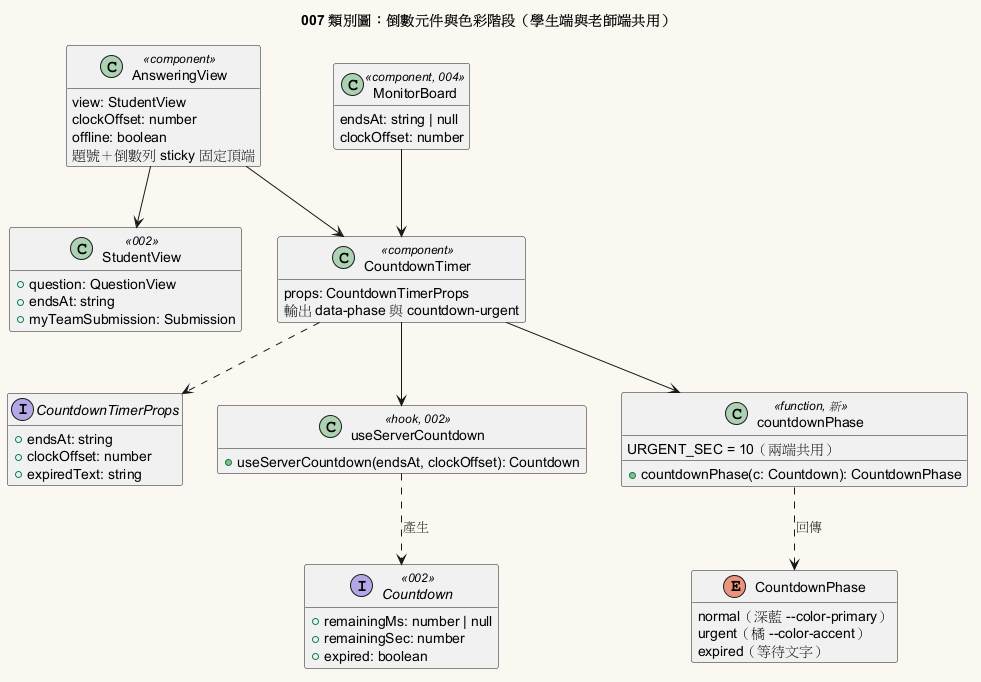 007 類別圖：倒數元件與色彩階段（學生端與老師端共用）
C
«component»
AnsweringView
view: StudentView
clockOffset: number
offline: boolean
題號＋倒數列 sticky 固定頂端
C
«component, 004»
MonitorBoard
endsAt: string | null
clockOffset: number
C
«002»
StudentView
question: QuestionView
endsAt: string
myTeamSubmission: Submission
C
«component»
CountdownTimer
props: CountdownTimerProps
輸出 data-phase 與 countdown-urgent
I
CountdownTimerProps
endsAt: string
clockOffset: number
expiredText: string
C
«hook, 002»
useServerCountdown
useServerCountdown(endsAt, clockOffset): Countdown
C
«function, 新»
countdownPhase
URGENT_SEC = 10（兩端共用）
countdownPhase(c: Countdown): CountdownPhase
產生
回傳
I
«002»
Countdown
remainingMs: number | null
remainingSec: number
expired: boolean
E
CountdownPhase
normal（深藍 --color-primary）
urgent（橘 --color-accent）
expired（等待文字）